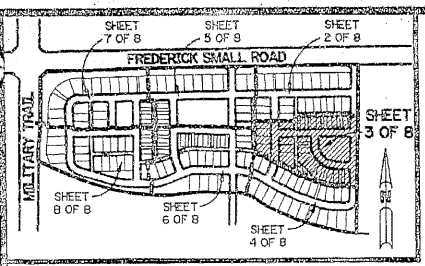 SHEET
7 OF 8
SHEET
5 OF 8
SHEET
2 OF 8
FREDERICK SMALL ROAD
MILITARY TRAIL
SHEET
3 OF 8
SHEET
8 OF 8
SHEET
6 OF 8
SHEET
4 OF 8